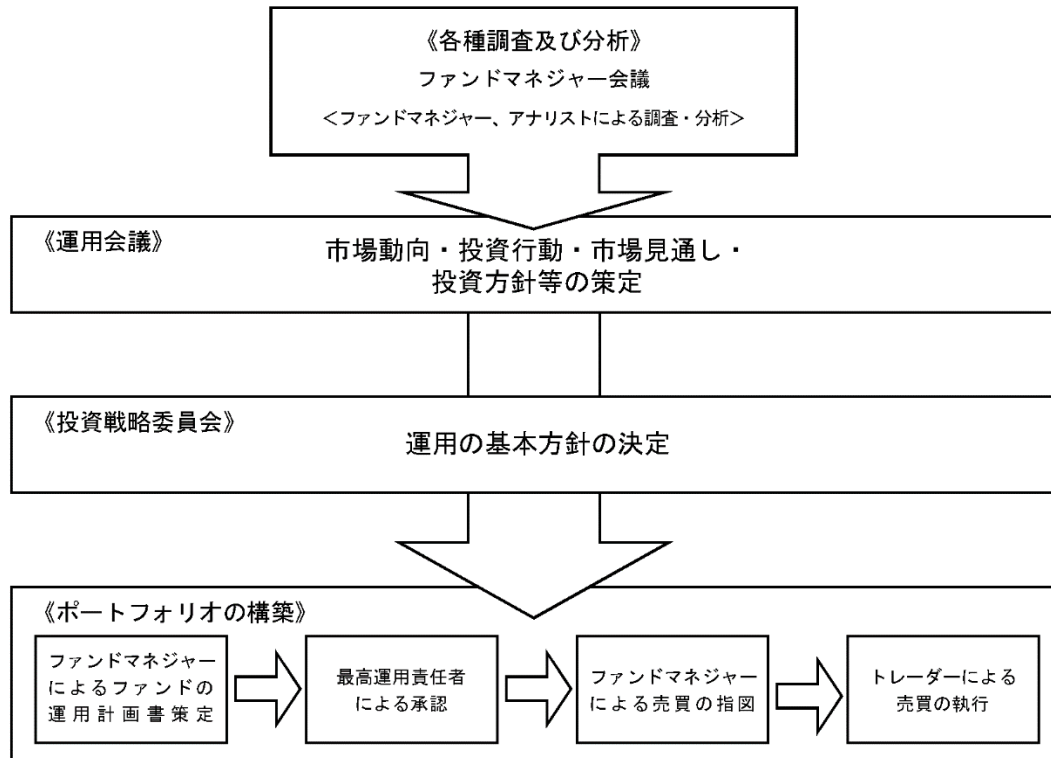 《各種調査及び分析》
ファンドマネジャー会議
＜ファンドマネジャー、アナリストによる調査・分析＞
《運用会議》
市場動向・投資行動・市場見通し・
投資方針等の策定
《投資戦略委員会》
運用の基本方針の決定
《ポートフォリオの構築》
ファンドマネジャー
によるファンドの
運用計画書策定
最高運用責任者
による承認
ファンドマネジャー
による売買の指図
トレーダーによる
売買の執行